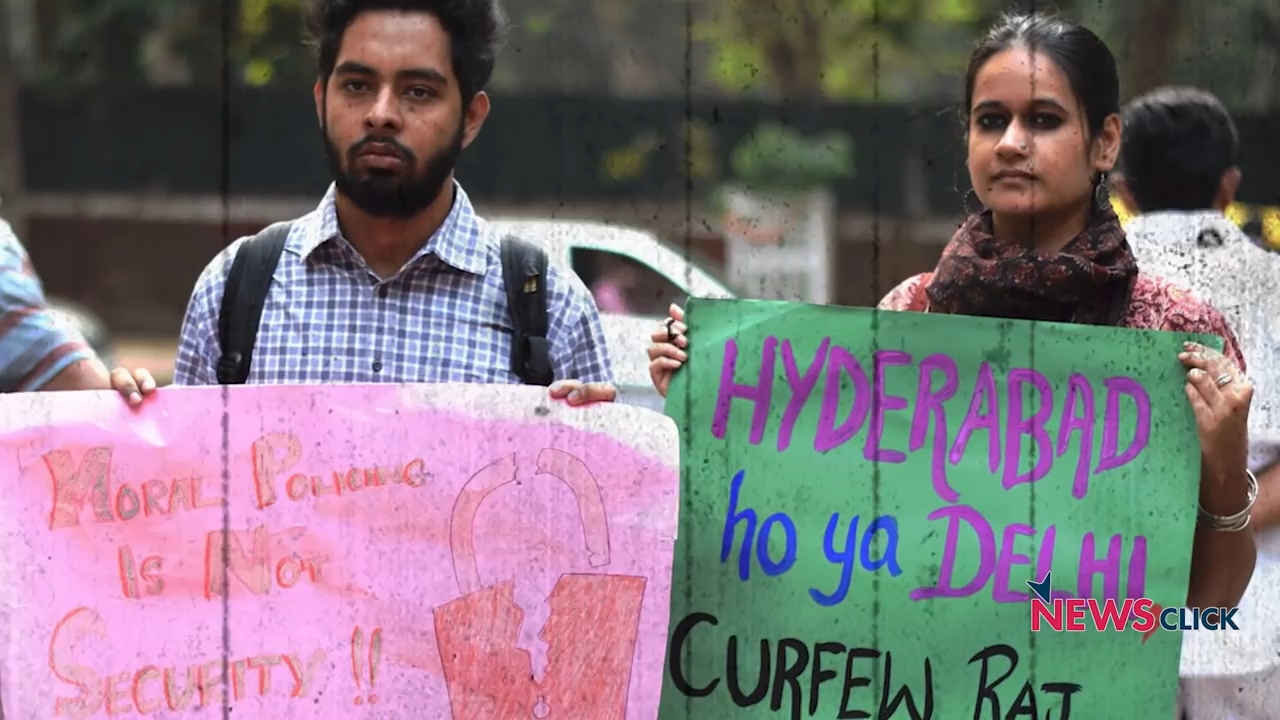 MORAL POLICING
IS NOT
SECURITY !!
HYDERABAD
ho ya DELHI
CURFEW RAJ
NEWSCLICK